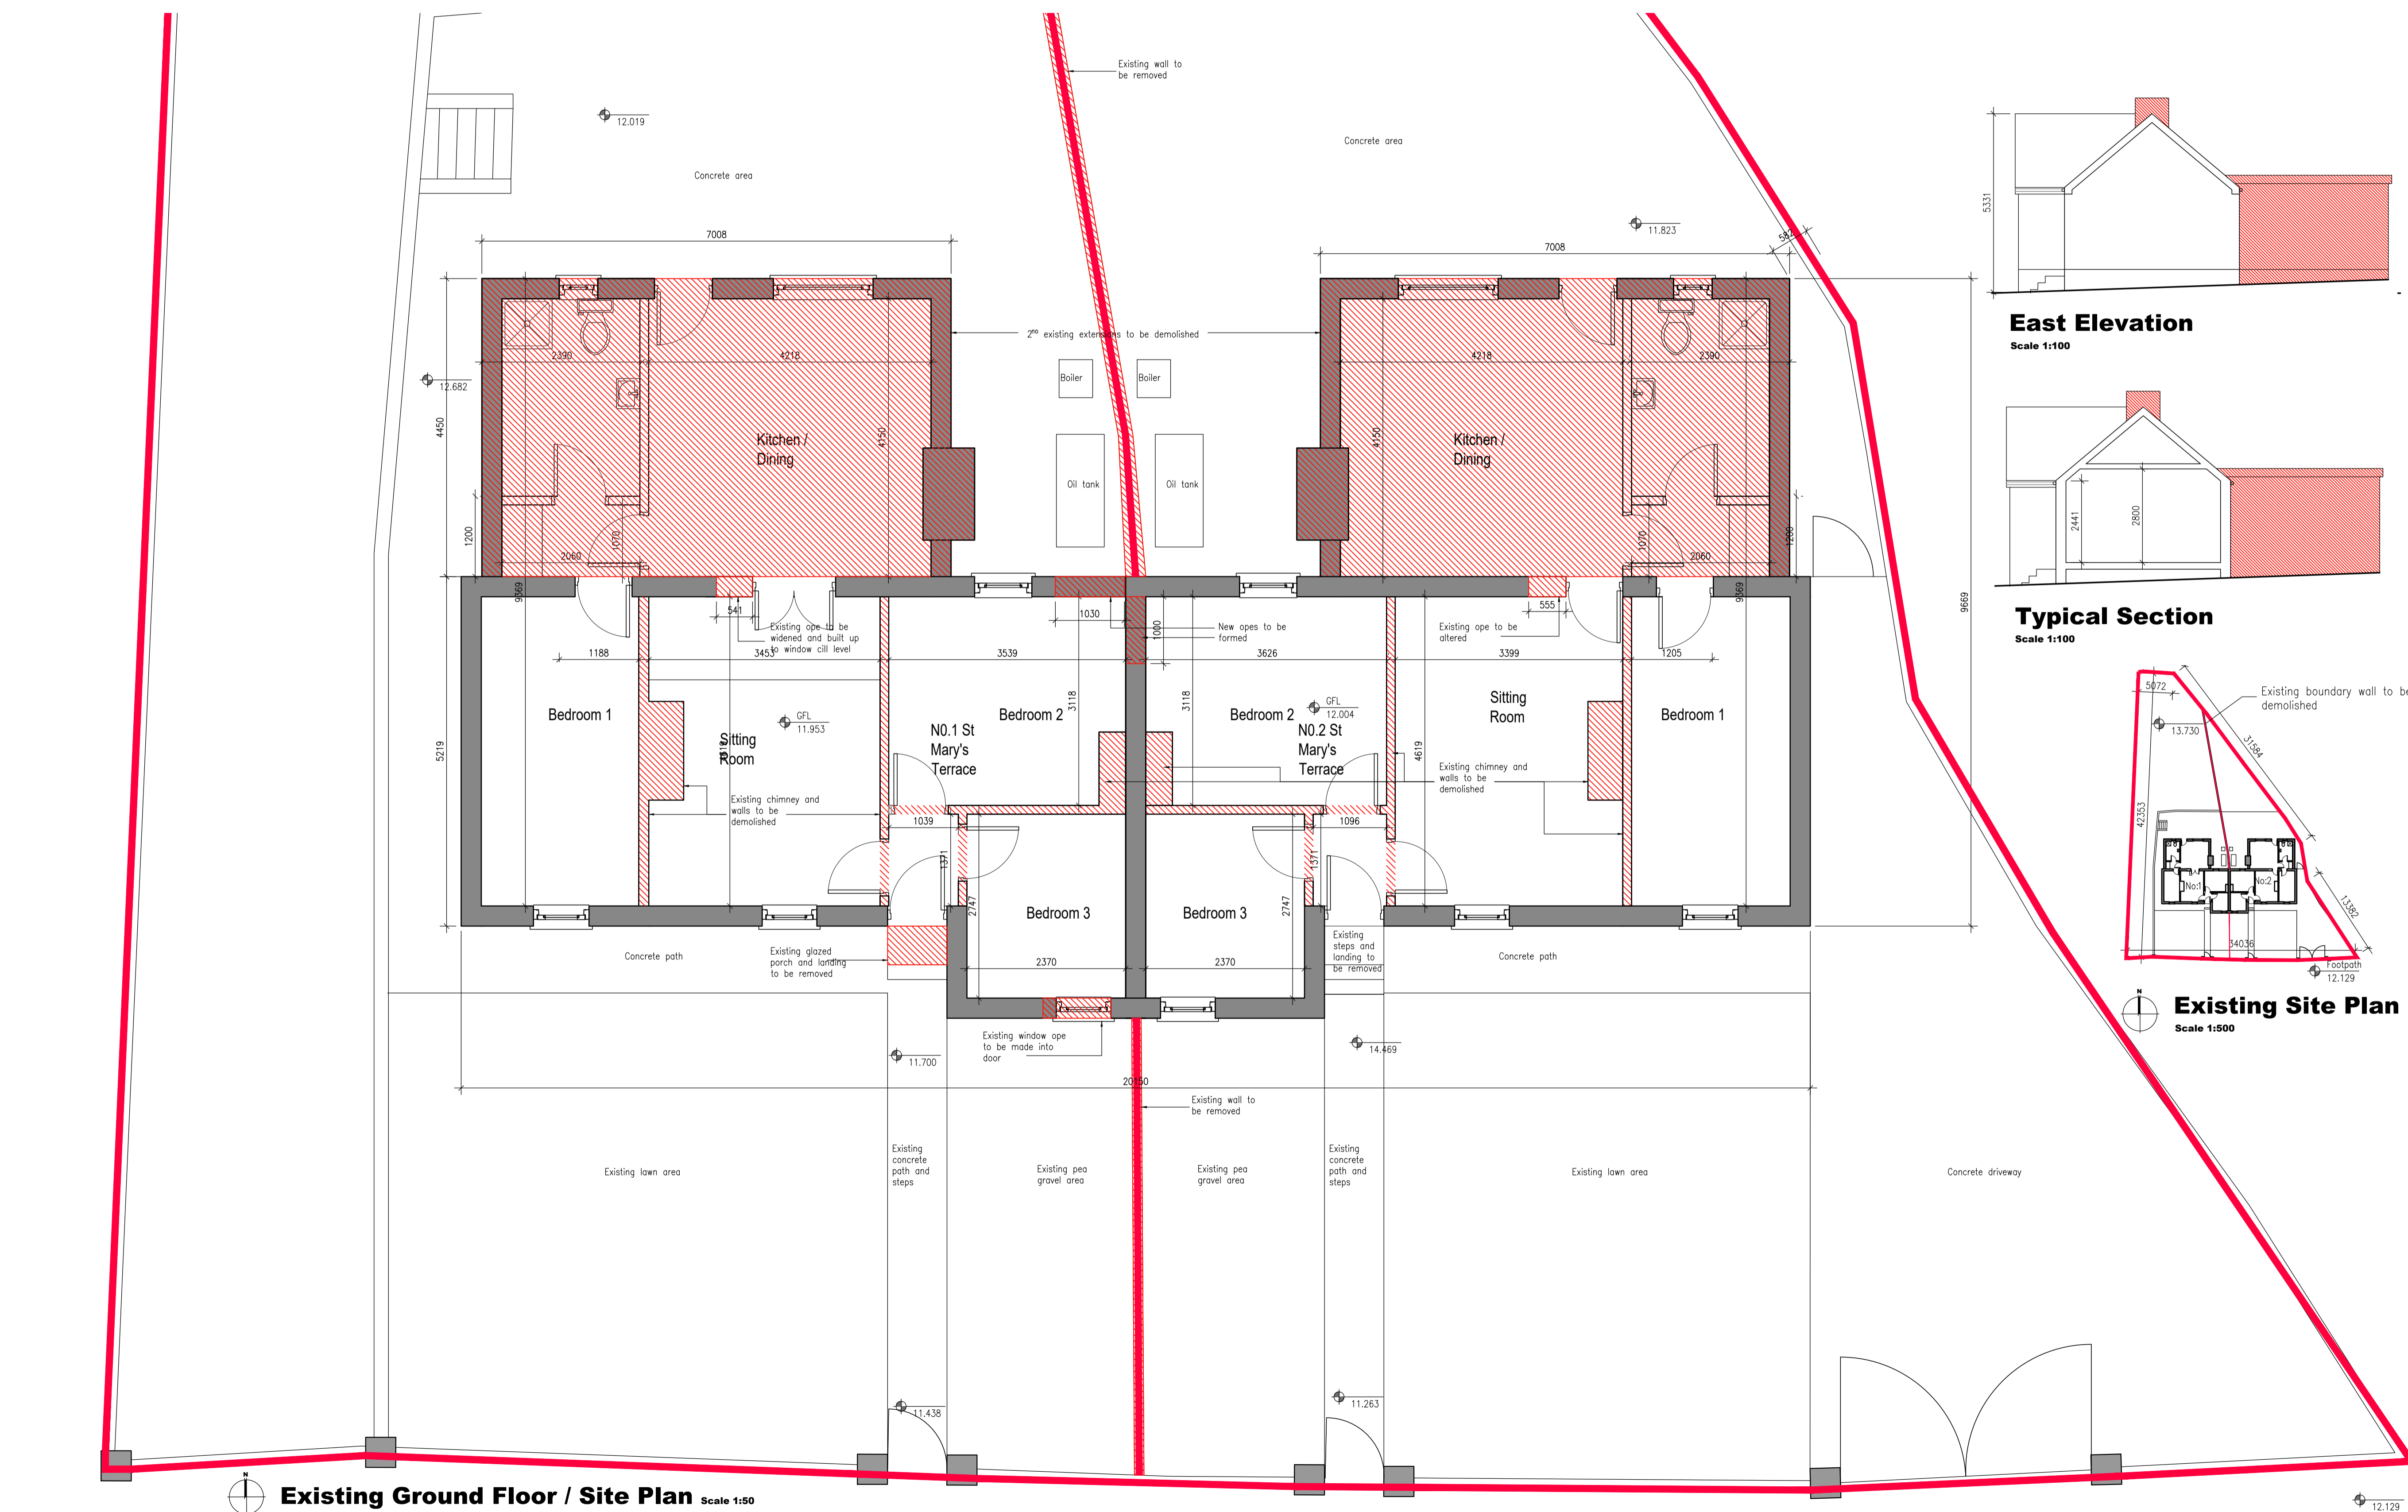 Existing wall to
be removed
12.019
Concrete area
Concrete area
11.823
582
7008
7008
2ⁿᵒ existing extensions to be demolished
2390
4218
4218
2390
Boiler
Boiler
12.682
4450
Kitchen /
Dining
4150
4150
Kitchen /
Dining
Oil tank
Oil tank
1200
1070
2060
1070
2060
1200
9369
9369
9669
541
Existing ope to be
widened and built up
to window cill level
1030
1000
New opes to be
formed
Existing ope to be
altered
555
1188
3453
3539
3626
3399
1205
3118
3118
Bedroom 1
GFL
11.953
Sitting
Room
N0.1 St
Mary's
Terrace
Bedroom 2
Bedroom 2
GFL
12.004
N0.2 St
Mary's
Terrace
Sitting
Room
Bedroom 1
5219
4619
Existing chimney and
walls to be
demolished
Existing chimney and
walls to be
demolished
1039
1096
1371
1371
2747
2747
Bedroom 3
Bedroom 3
2370
2370
Concrete path
Existing glazed
porch and landing
to be removed
Existing
steps and
landing to
be removed
Concrete path
Existing window ope
to be made into
door
11.700
14.469
20150
Existing wall to
be removed
Existing lawn area
Existing
concrete
path and
steps
Existing pea
gravel area
Existing pea
gravel area
Existing
concrete
path and
steps
Existing lawn area
Concrete driveway
11.438
11.263
12.129
N
Existing Ground Floor / Site Plan Scale 1:50
5331
East Elevation
Scale 1:100
2441
2800
Typical Section
Scale 1:100
5072
Existing boundary wall to be
demolished
13.730
31584
42353
No:1
No:2
13382
34036
Footpath
12.129
N
Existing Site Plan
Scale 1:500